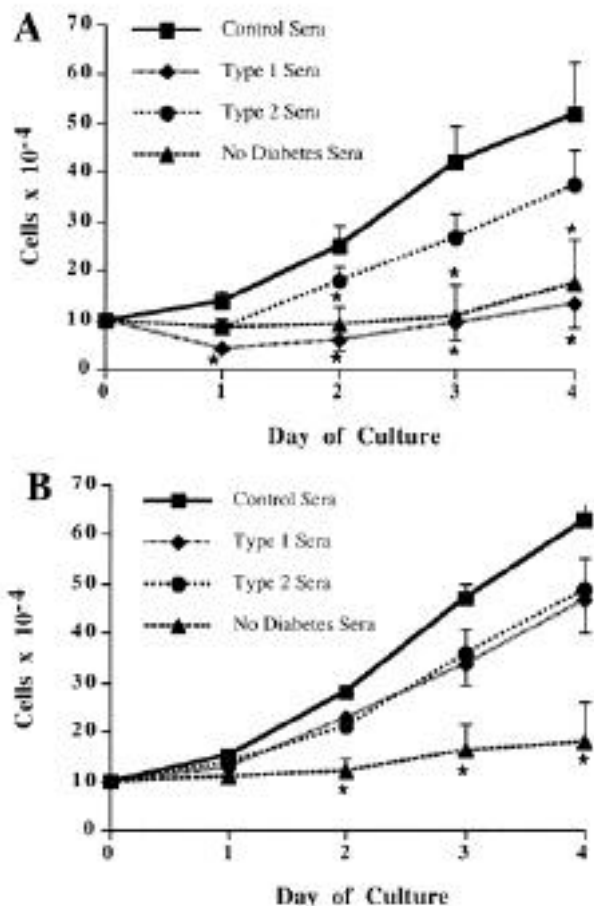 A
70
60
50
40
30
20
10
0
Cells x 10-4
Control Sera
Type 1 Sera
Type 2 Sera
No Diabetes Sera
*
*
*
*
*
*
*
0 1 2 3 4
Day of Culture
B
70
60
50
40
30
20
10
0
Cells x 10-4
Control Sera
Type 1 Sera
Type 2 Sera
No Diabetes Sera
*
*
*
0 1 2 3 4
Day of Culture